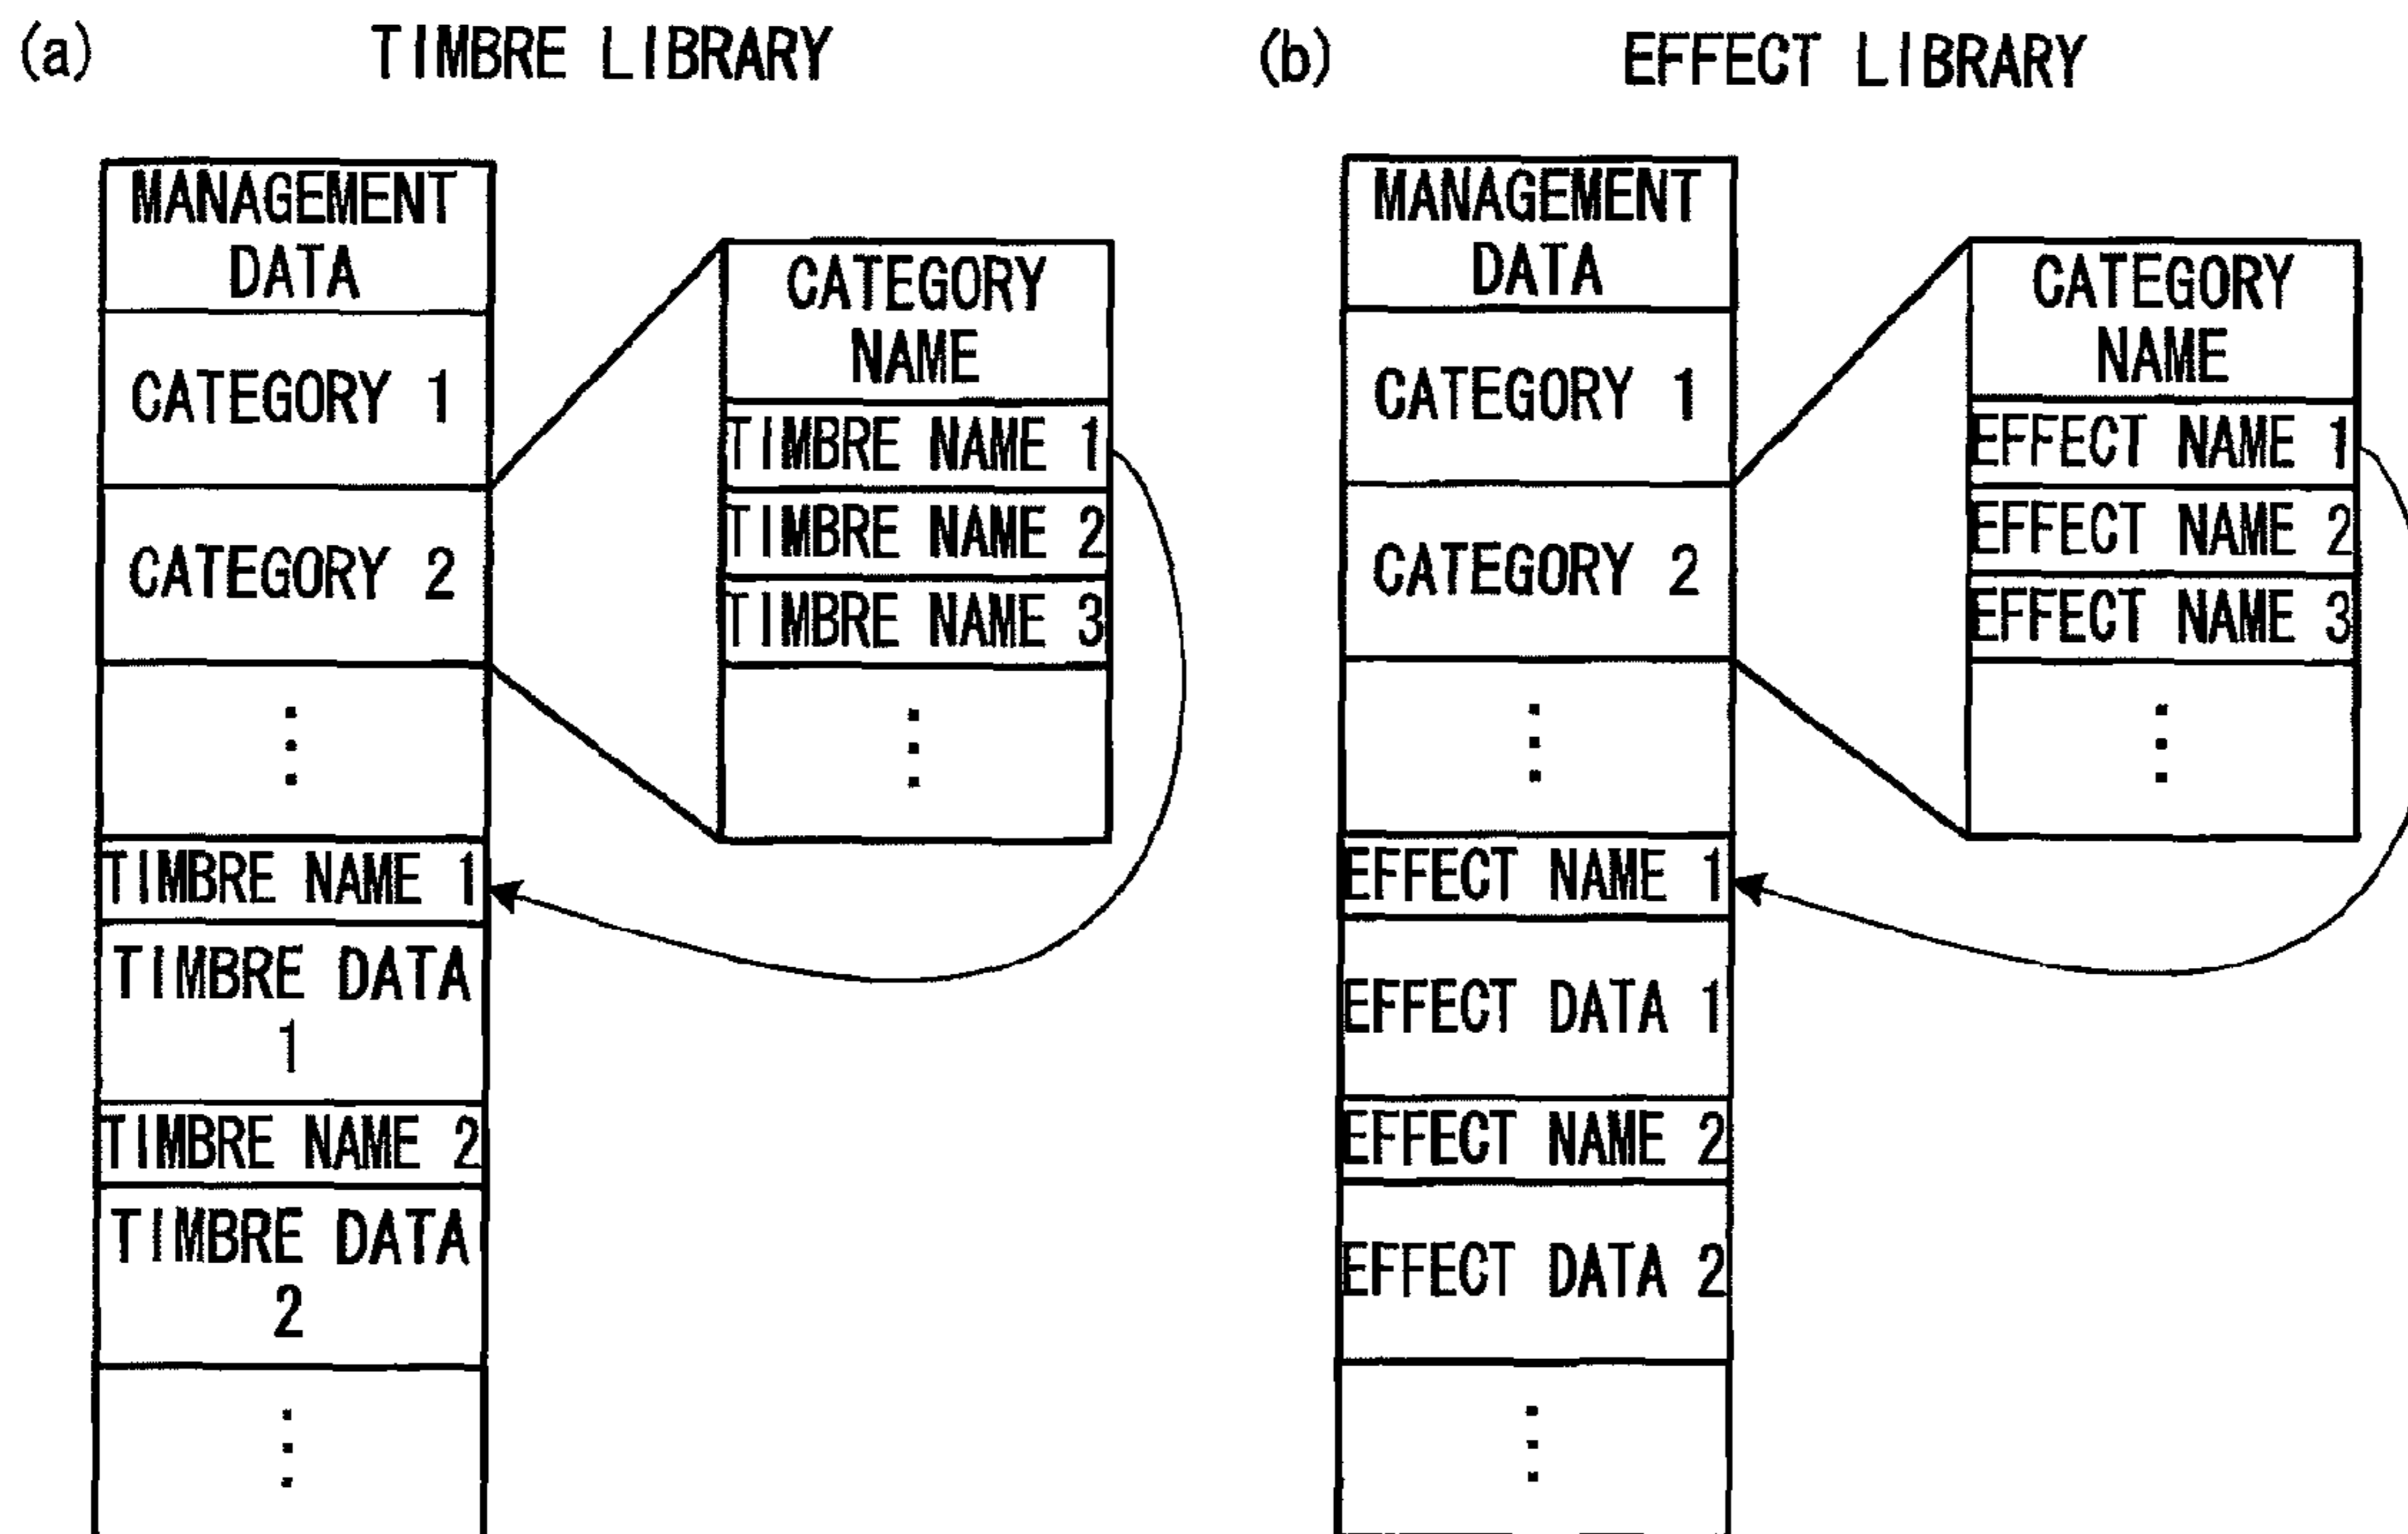 (a) TIMBRE LIBRARY
MANAGEMENT
DATA
CATEGORY 1
CATEGORY 2
TIMBRE NAME 1
TIMBRE DATA
1
TIMBRE NAME 2
TIMBRE DATA
2
CATEGORY
NAME
TIMBRE NAME 1
TIMBRE NAME 2
TIMBRE NAME 3
(b) EFFECT LIBRARY
MANAGEMENT
DATA
CATEGORY 1
CATEGORY 2
EFFECT NAME 1
EFFECT DATA 1
EFFECT NAME 2
EFFECT DATA 2
CATEGORY
NAME
EFFECT NAME 1
EFFECT NAME 2
EFFECT NAME 3